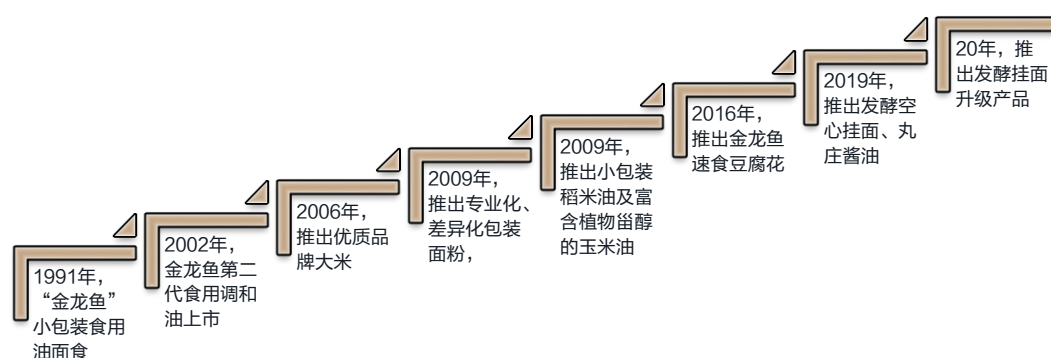 1991年，
“金龙鱼”
小包装食用
油面食
2002年，
金龙鱼第二
代食用调和
油上市
2006年，
推出优质品
牌大米
2009年，
推出专业化、
差异化包装
面粉，
2009年，
推出小包装
稻米油及富
含植物甾醇
的玉米油
2016年，
推出金龙鱼
速食豆腐花
2019年，
推出发酵空
心挂面、丸
庄酱油
20年，推
出发酵挂面
升级产品